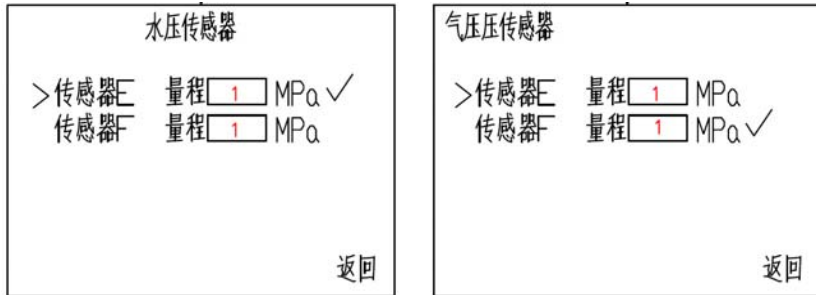 水压传感器
>传感器E 量程 1 MPa✓
传感器F 量程 1 MPa
返回
气压压传感器
>传感器E 量程 1 MPa
传感器F 量程 1 MPa✓
返回